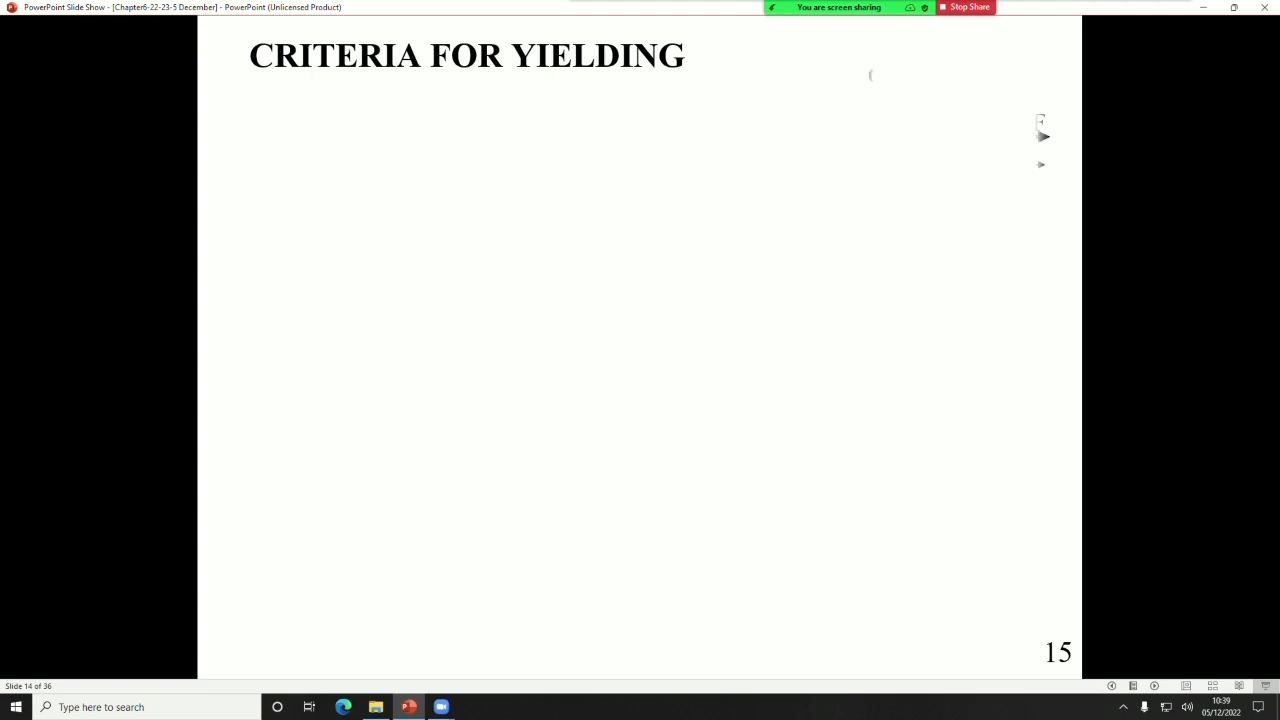 PowerPoint Slide Show - [Chapter6-22-23-5 December] - PowerPoint (Unlicensed Product)
You are screen sharing
Stop Share
CRITERIA FOR YIELDING
F
15
Slide 14 of 36
Type here to search
10:39
05/12/2022